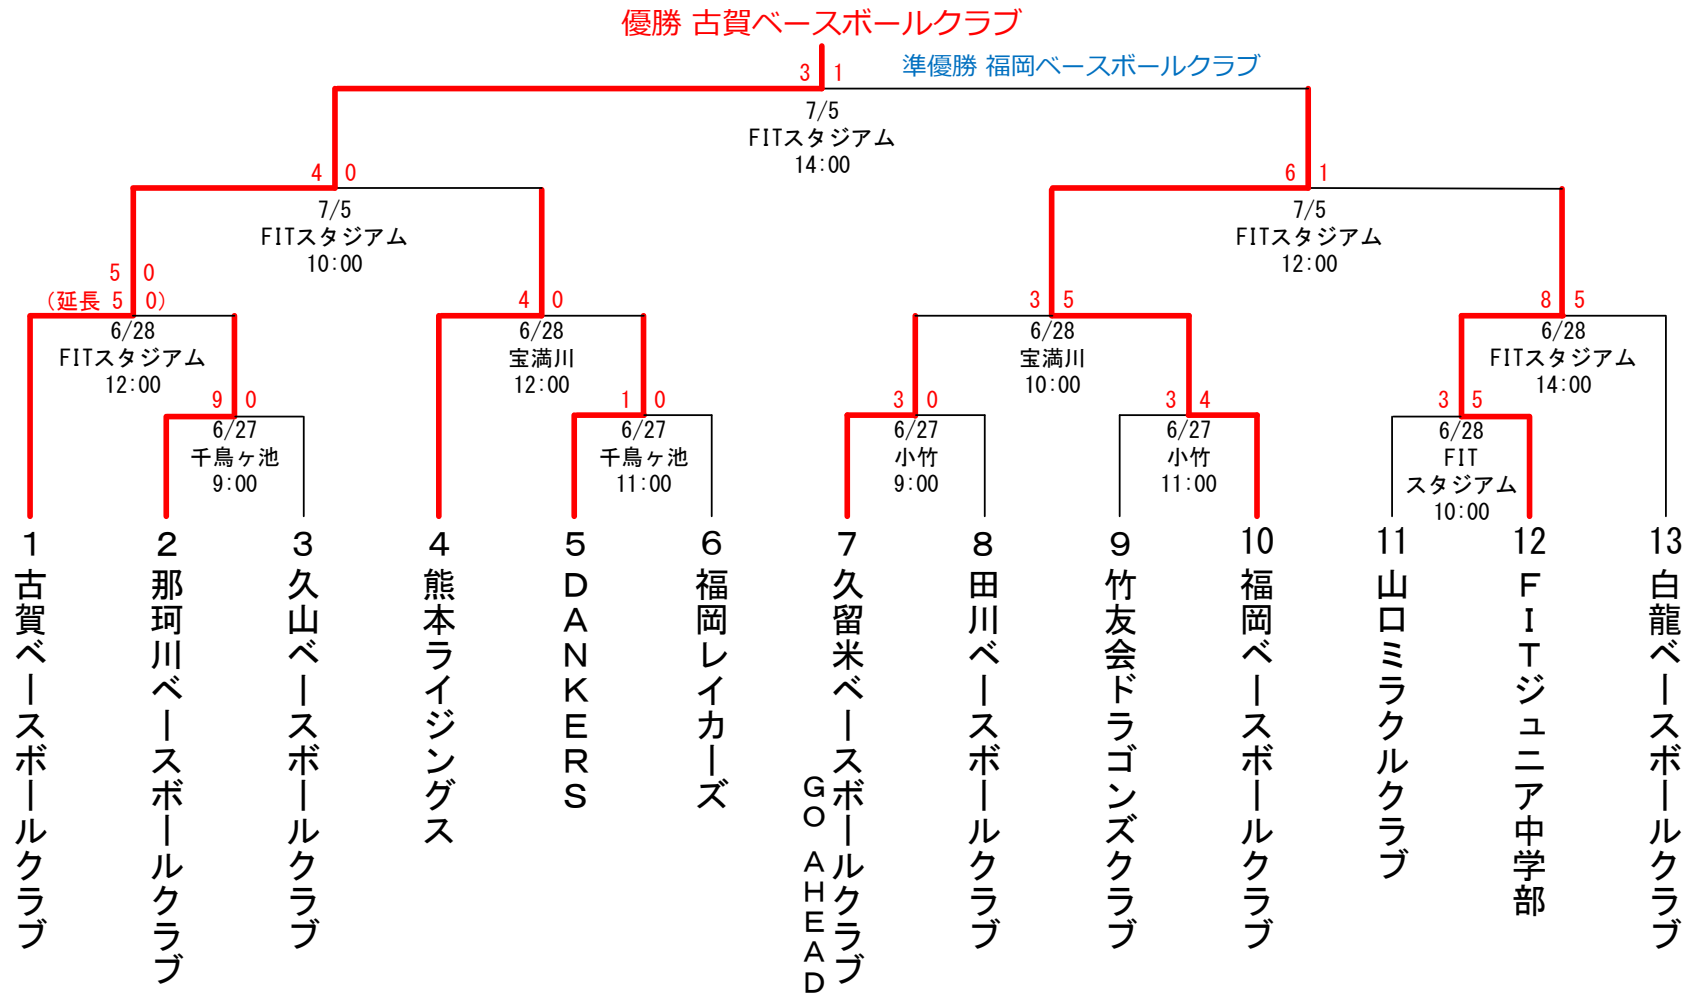 優勝 古賀ベースボールクラブ
準優勝 福岡ベースボールクラブ
3 1
7/5
FITスタジアム
14:00
4 0
7/5
FITスタジアム
10:00
6 1
7/5
FITスタジアム
12:00
5 0
(延長 5 0)
6/28
FITスタジアム
12:00
4 0
6/28
宝満川
12:00
3 5
6/28
宝満川
10:00
8 5
6/28
FITスタジアム
14:00
9 0
6/27
千鳥ヶ池
9:00
1 0
6/27
千鳥ヶ池
11:00
3 0
6/27
小竹
9:00
3 4
6/27
小竹
11:00
3 5
6/28
FIT
スタジアム
10:00
1 古賀ベースボールクラブ
2 那珂川ベースボールクラブ
3 久山ベースボールクラブ
4 熊本ライジングス
5 DANKERS
6 福岡レイカーズ
7 久留米ベースボールクラブ
GO AHEAD
8 田川ベースボールクラブ
9 竹友会ドラゴンズクラブ
10 福岡ベースボールクラブ
11 山口ミラクルクラブ
12 FITジュニア中学部
13 白龍ベースボールクラブ